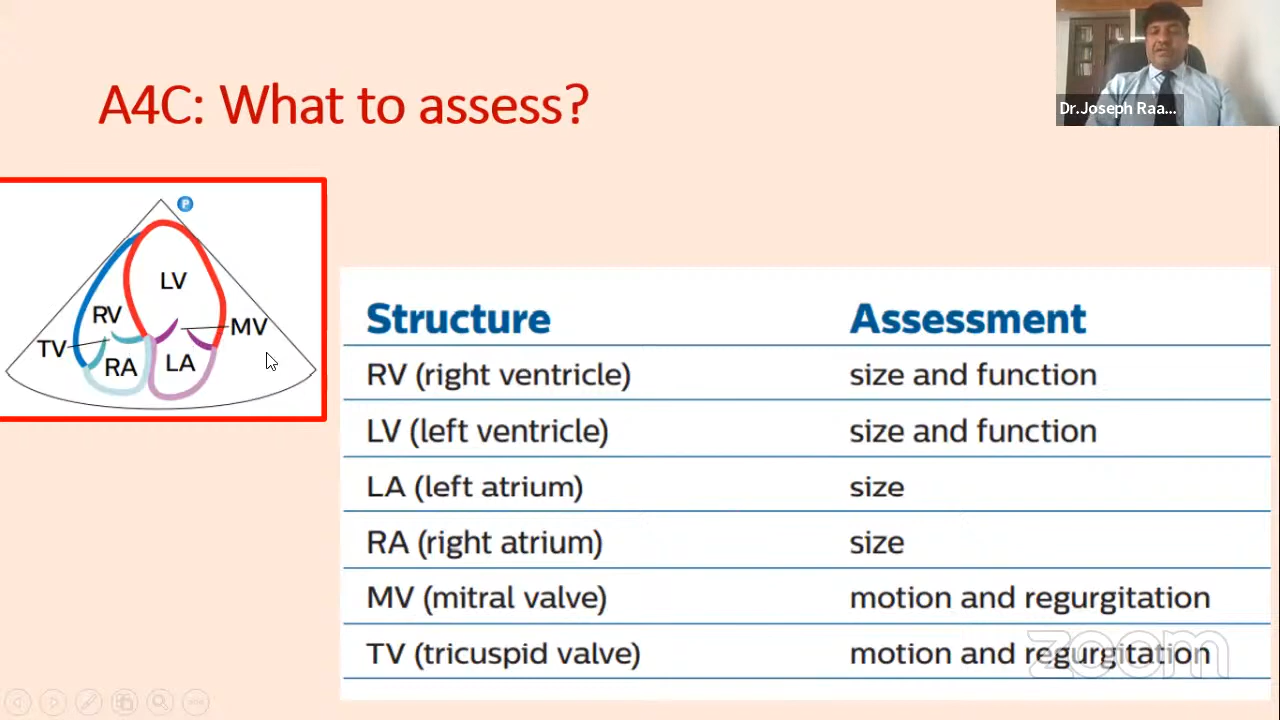 A4C: What to assess?
Dr.Joseph Raa...
P
LV
RV
MV
TV
RA
LA
Structure Assessment
RV (right ventricle) size and function
LV (left ventricle) size and function
LA (left atrium) size
RA (right atrium) size
MV (mitral valve) motion and regurgitation
TV (tricuspid valve) motion and regurgitation
zoom